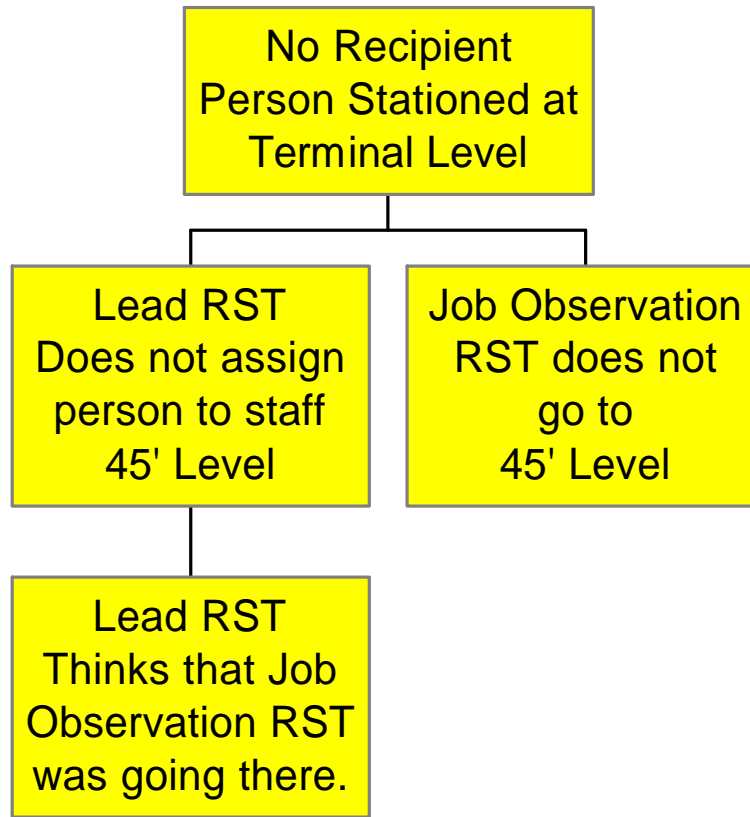 No Recipient
Person Stationed at
Terminal Level
Lead RST
Does not assign
person to staff
45' Level
Job Observation
RST does not
go to
45' Level
Lead RST
Thinks that Job
Observation RST
was going there.